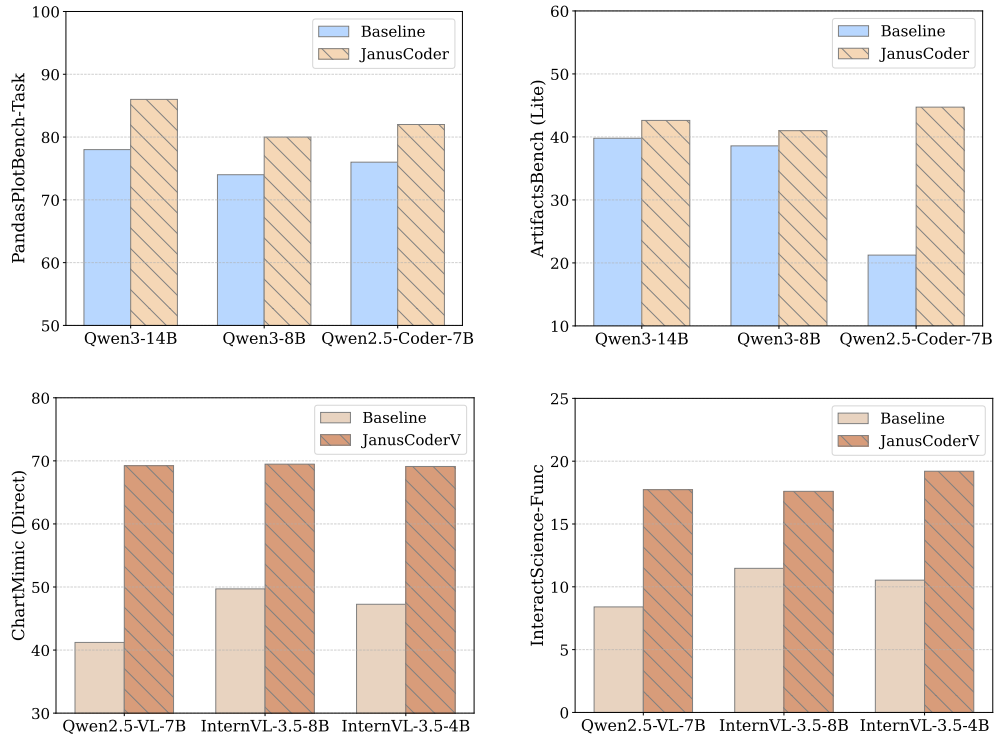 PandasPlotBench-Task
100
90
80
70
60
50
Baseline
JanusCoder
Qwen3-14B
Qwen3-8B
Qwen2.5-Coder-7B
ArtifactsBench (Lite)
60
50
40
30
20
10
Baseline
JanusCoder
Qwen3-14B
Qwen3-8B
Qwen2.5-Coder-7B
ChartMimic (Direct)
80
70
60
50
40
30
Baseline
JanusCoderV
Qwen2.5-VL-7B
InternVL-3.5-8B
InternVL-3.5-4B
InteractScience-Func
25
20
15
10
5
0
Baseline
JanusCoderV
Qwen2.5-VL-7B
InternVL-3.5-8B
InternVL-3.5-4B